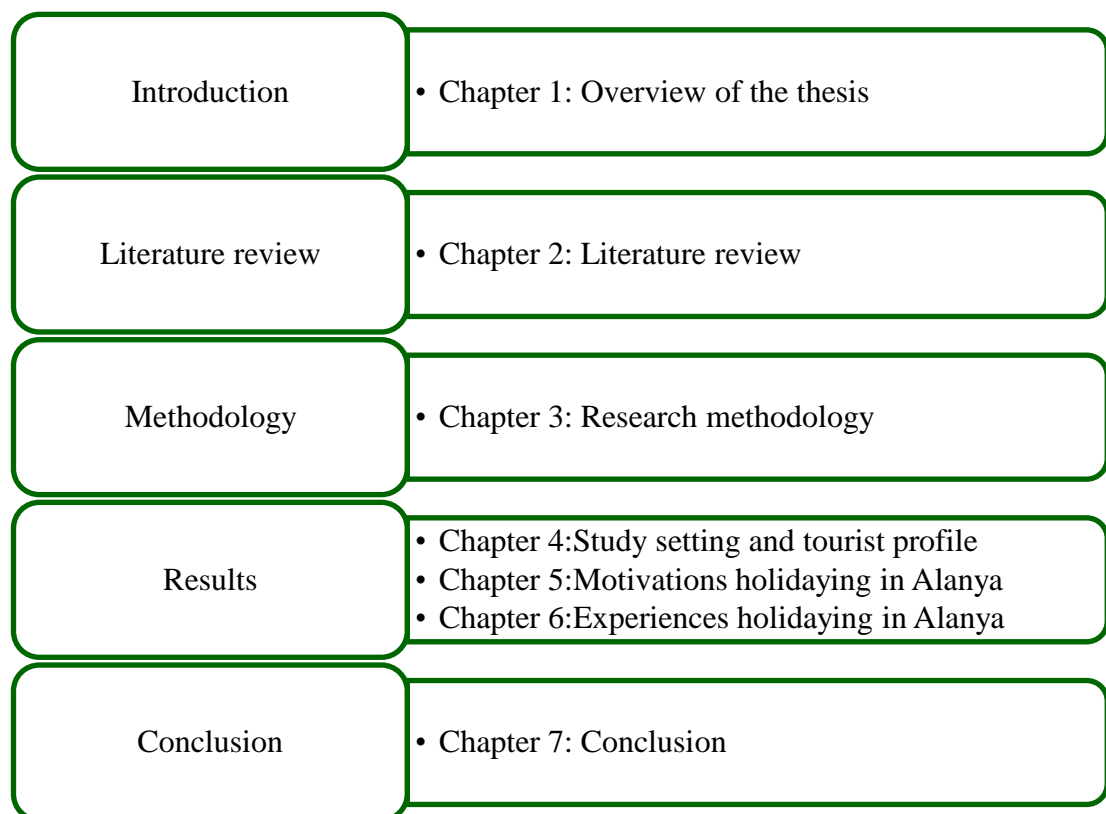 Introduction
• Chapter 1: Overview of the thesis
Literature review
• Chapter 2: Literature review
Methodology
• Chapter 3: Research methodology
Results
• Chapter 4:Study setting and tourist profile
• Chapter 5:Motivations holidaying in Alanya
• Chapter 6:Experiences holidaying in Alanya
Conclusion
• Chapter 7: Conclusion